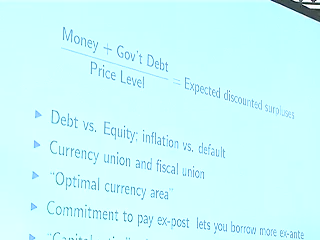 Money + Gov't Debt
Price Level
= Expected discounted surpluses
Debt vs. Equity; inflation vs. default
Currency union and fiscal union
"Optimal currency area"
Commitment to pay ex-post lets you borrow more ex-ante